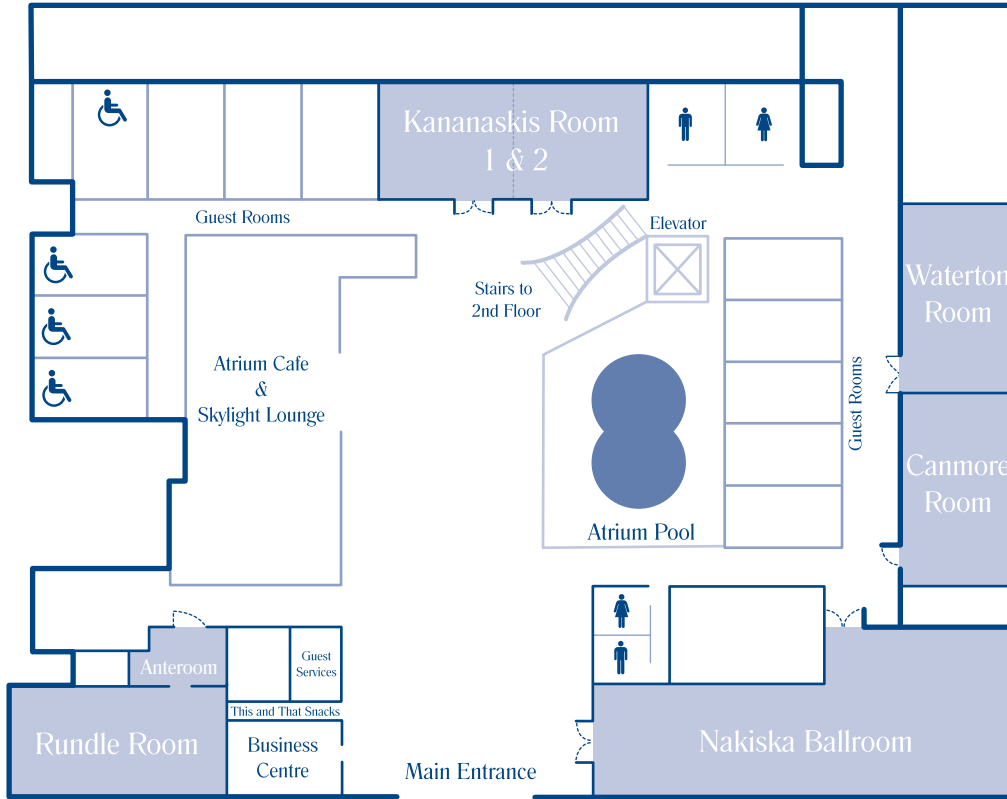 Kananaskis Room
1 & 2
Guest Rooms
Elevator
Stairs to
2nd Floor
Waterton
Room
Atrium Cafe
&
Skylight Lounge
Guest Rooms
Canmore
Room
Atrium Pool
Anteroom
Guest
Services
This and That Snacks
Rundle Room
Business
Centre
Main Entrance
Nakiska Ballroom